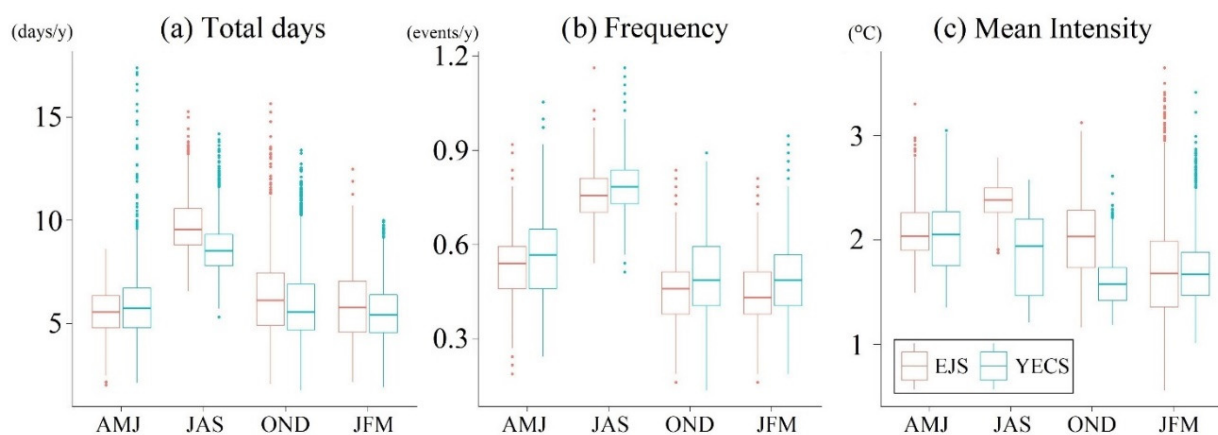 (days/y) (a) Total days
15
10
5
AMJ JAS OND JFM
(events/y) (b) Frequency
1.2
0.9
0.6
0.3
AMJ JAS OND JFM
(°C) (c) Mean Intensity
3
2
1
EJS YECS
AMJ JAS OND JFM